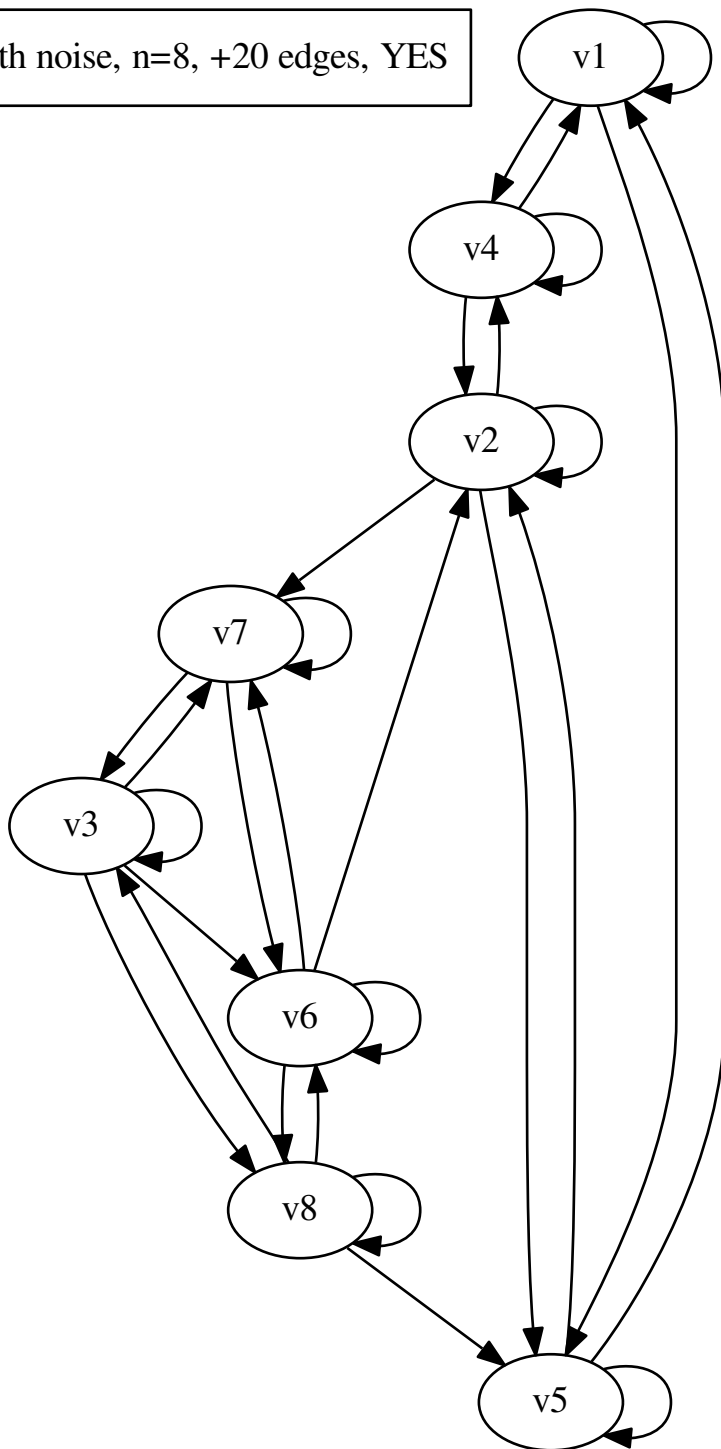 th noise, n=8, +20 edges, YES
v1
v4
v2
v7
v3
v6
v8
v5